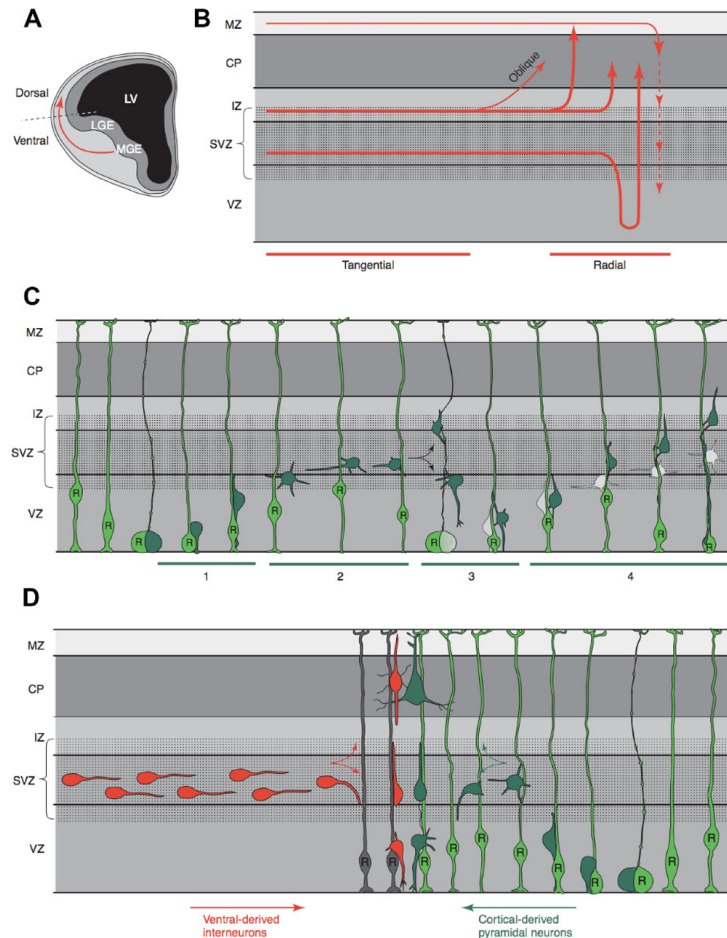 A
Dorsal
Ventral
LV
LGE
MGE
B
MZ
CP
IZ
SVZ
VZ
Oblique
Tangential
Radial
C
MZ
CP
IZ
SVZ
VZ
R
R
R
R
R
R
R
R
R
R
R
R
R
R
1
2
3
4
D
MZ
CP
IZ
SVZ
VZ
R
R
R
R
R
R
R
R
R
R
R
Ventral-derived
interneurons
Cortical-derived
pyramidal neurons